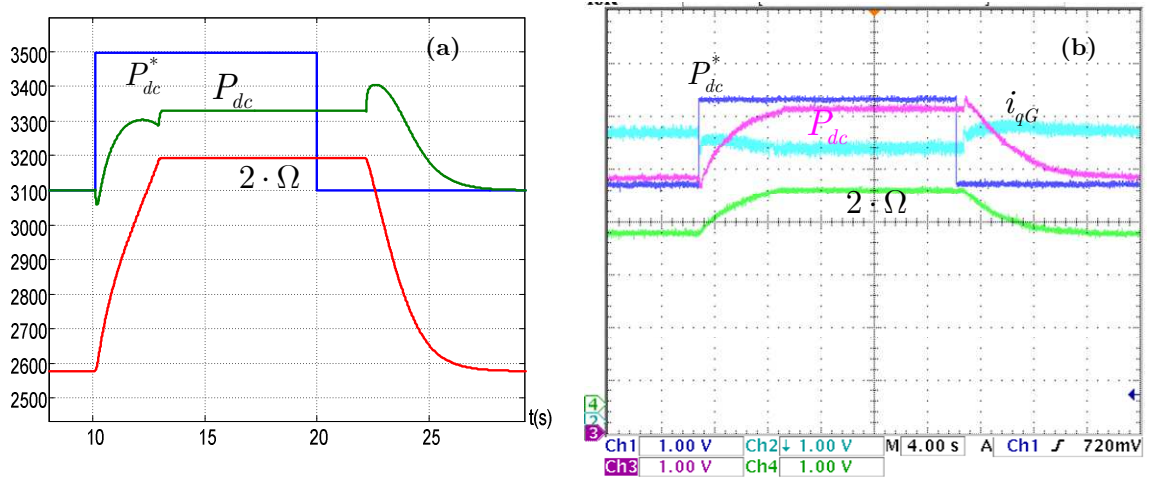 (a)
3500
3400
3300
3200
3100
3000
2900
2800
2700
2600
2500
P*dc
Pdc
2 · Ω
10
15
20
25
t(s)
(b)
P*dc
iqG
Pdc
2 · Ω
4
2
3
Ch1 1.00 V Ch2 ↓ 1.00 V M 4.00 s A Ch1 ƒ 720mV
Ch3 1.00 V Ch4 1.00 V